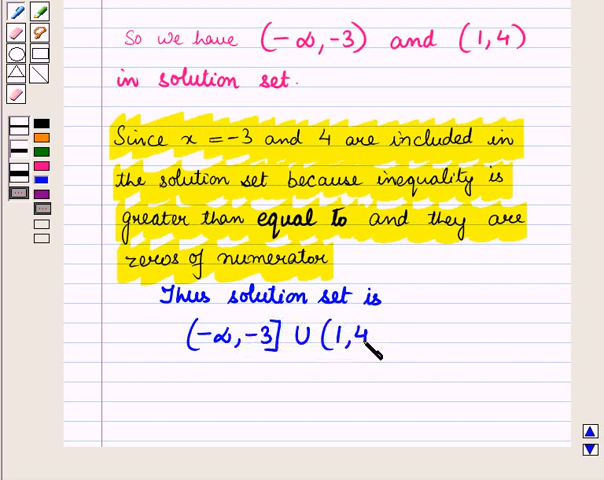 So we have (-∞,-3) and (1,4)
in solution set.
Since x = -3 and 4 are included in
the solution set because inequality is
greater than equal to and they are
zeros of numerator
Thus solution set is
(-∞,-3] ∪ (1,4